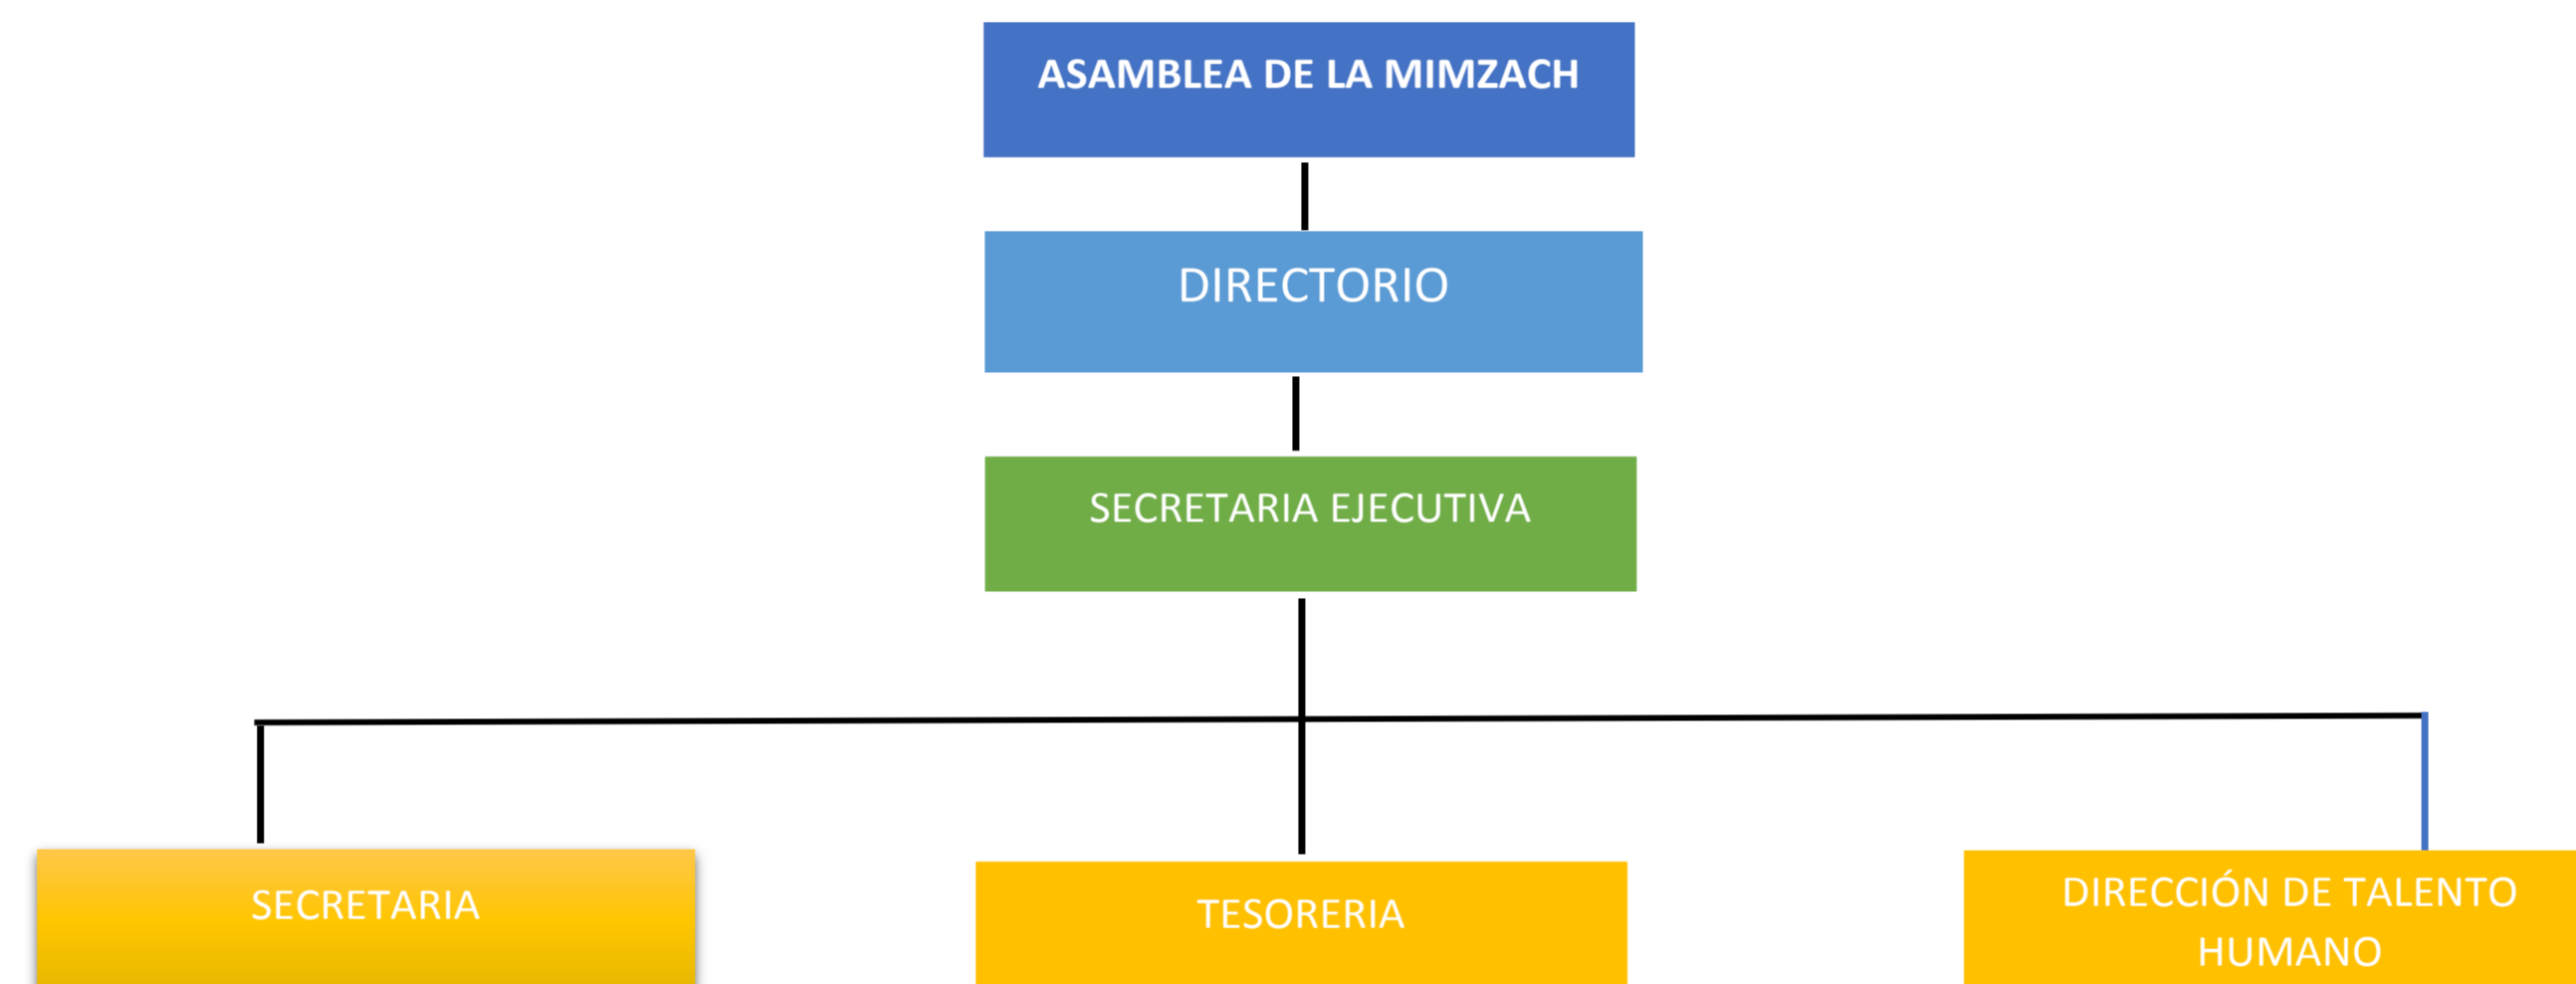 ASAMBLEA DE LA MIMZACH
DIRECTORIO
SECRETARIA EJECUTIVA
SECRETARIA
TESORERIA
DIRECCIÓN DE TALENTO
HUMANO